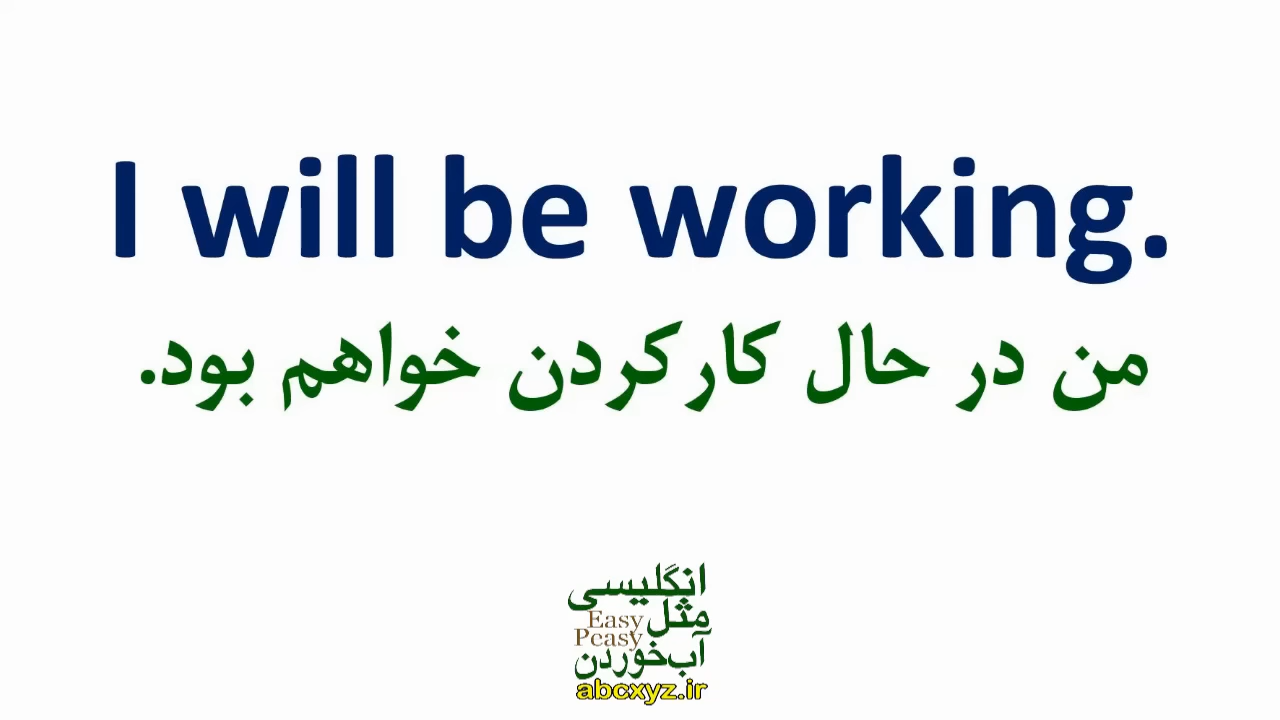 I will be working.
من در حال کارکردن خواهم بود.
انگلیسی
مثل
Easy
Peasy
آب‌خوردن
abcxyz.ir